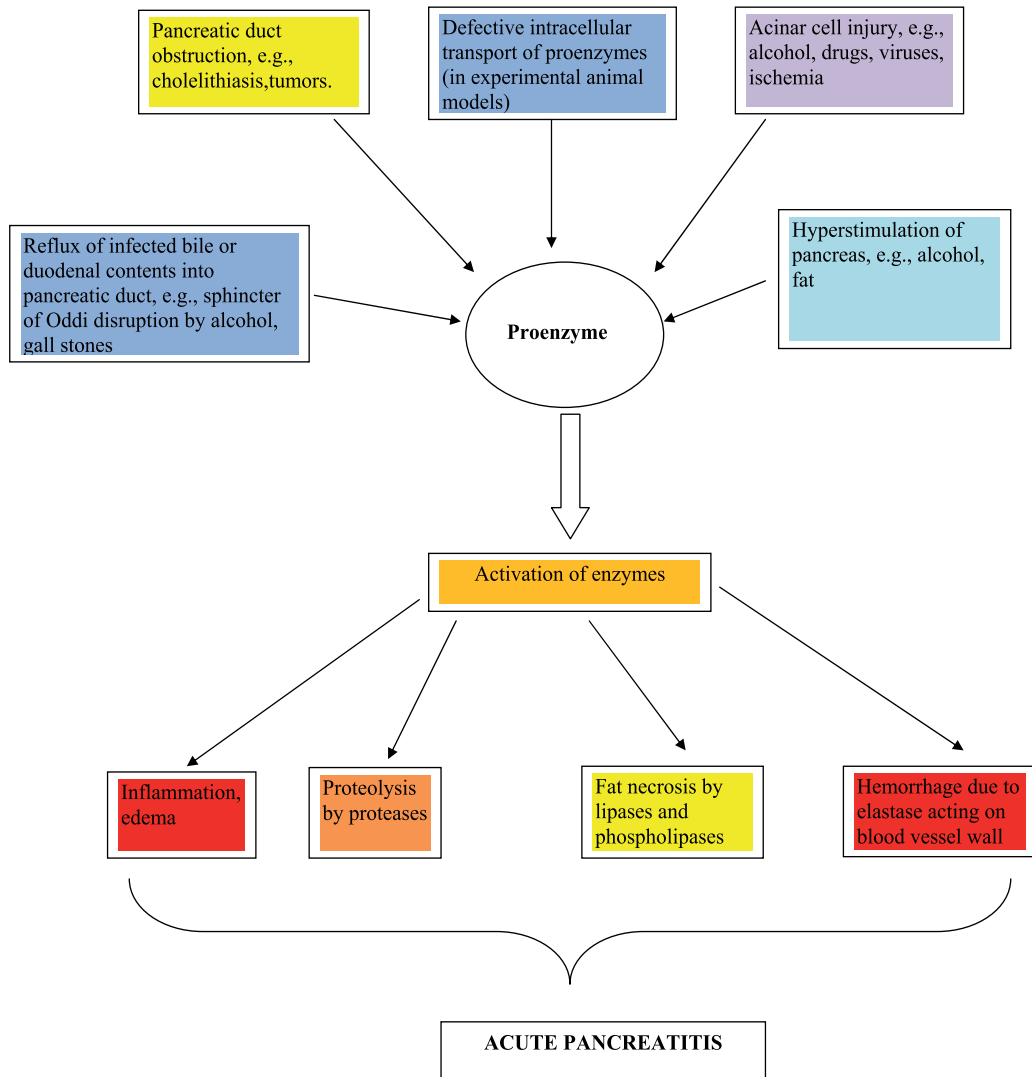 Pancreatic duct
obstruction, e.g.,
cholelithiasis,tumors.
Defective intracellular
transport of proenzymes
(in experimental animal
models)
Acinar cell injury, e.g.,
alcohol, drugs, viruses,
ischemia
Reflux of infected bile or
duodenal contents into
pancreatic duct, e.g., sphincter
of Oddi disruption by alcohol,
gall stones
Proenzyme
Hyperstimulation of
pancreas, e.g., alcohol,
fat
Activation of enzymes
Inflammation,
edema
Proteolysis
by proteases
Fat necrosis by
lipases and
phospholipases
Hemorrhage due to
elastase acting on
blood vessel wall
ACUTE PANCREATITIS